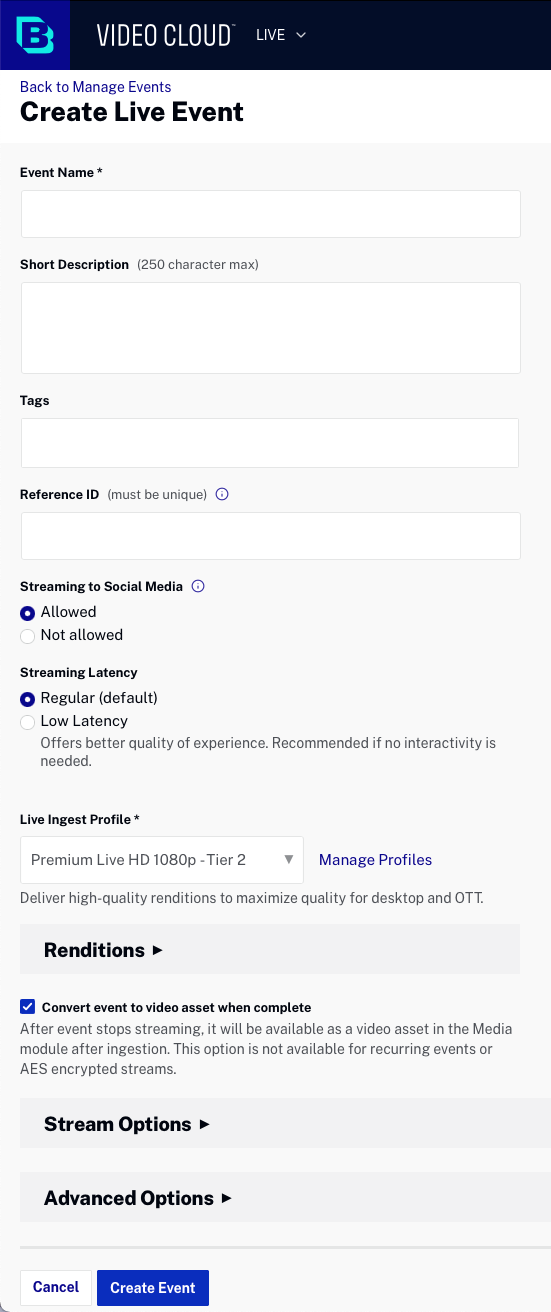 B
VIDEO CLOUD™ LIVE
Back to Manage Events
Create Live Event
Event Name *
Short Description (250 character max)
Tags
Reference ID (must be unique)
Streaming to Social Media
Allowed
Not allowed
Streaming Latency
Regular (default)
Low Latency
Offers better quality of experience. Recommended if no interactivity is
needed.
Live Ingest Profile *
Premium Live HD 1080p - Tier 2 ▼ Manage Profiles
Deliver high-quality renditions to maximize quality for desktop and OTT.
Renditions ►
Convert event to video asset when complete
After event stops streaming, it will be available as a video asset in the Media
module after ingestion. This option is not available for recurring events or
AES encrypted streams.
Stream Options ►
Advanced Options ►
Cancel Create Event